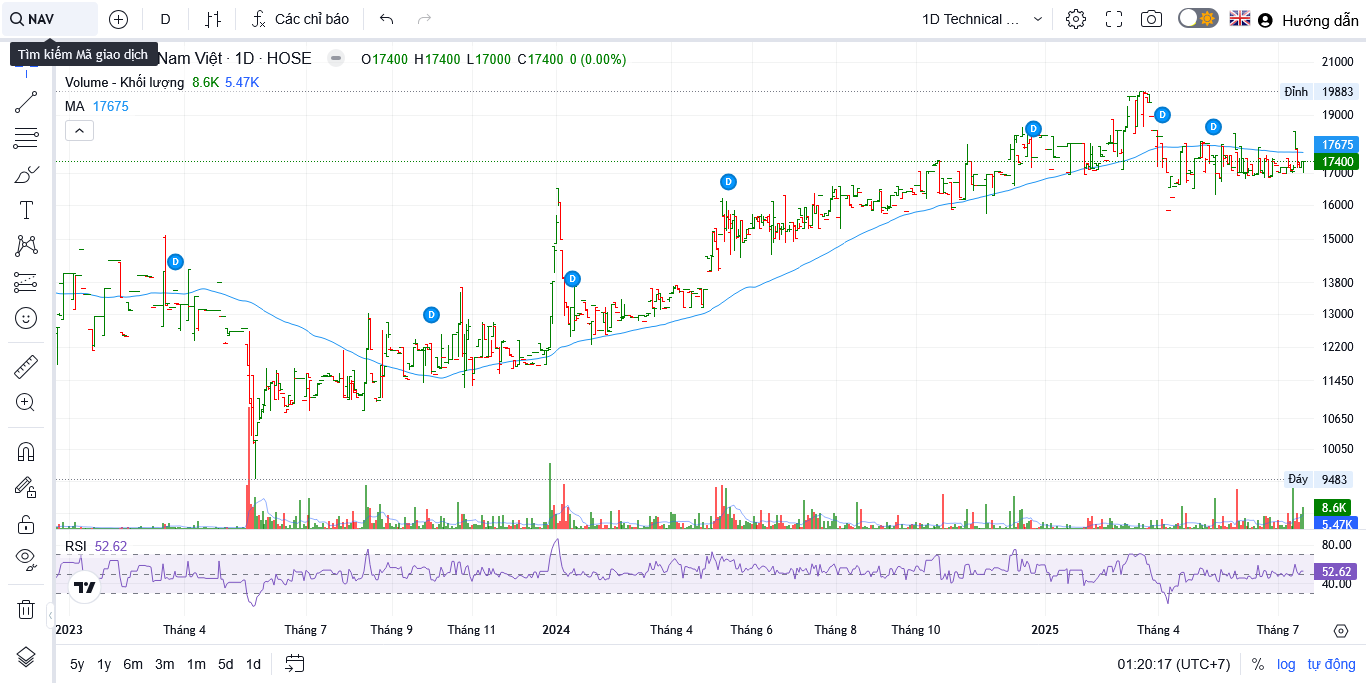 NAV
D
Các chỉ báo
1D Technical ...
Hướng dẫn
Tìm kiếm Mã giao dịch
Nam Việt · 1D · HOSE
O17400 H17400 L17000 C17400 0 (0.00%)
Volume - Khối lượng 8.6K 5.47K
MA 17675
21000
Đỉnh 19883
19000
17675
17400
17000
16000
15000
13800
13000
12200
11450
10650
10050
Đáy 9483
8.6K
5.47K
D
D
D
D
D
D
D
RSI 52.62
80.00
52.62
40.00
2023 Tháng 4 Tháng 7 Tháng 9 Tháng 11 2024 Tháng 4 Tháng 6 Tháng 8 Tháng 10 2025 Tháng 4 Tháng 7
5y 1y 6m 3m 1m 5d 1d
01:20:17 (UTC+7) % log tự động